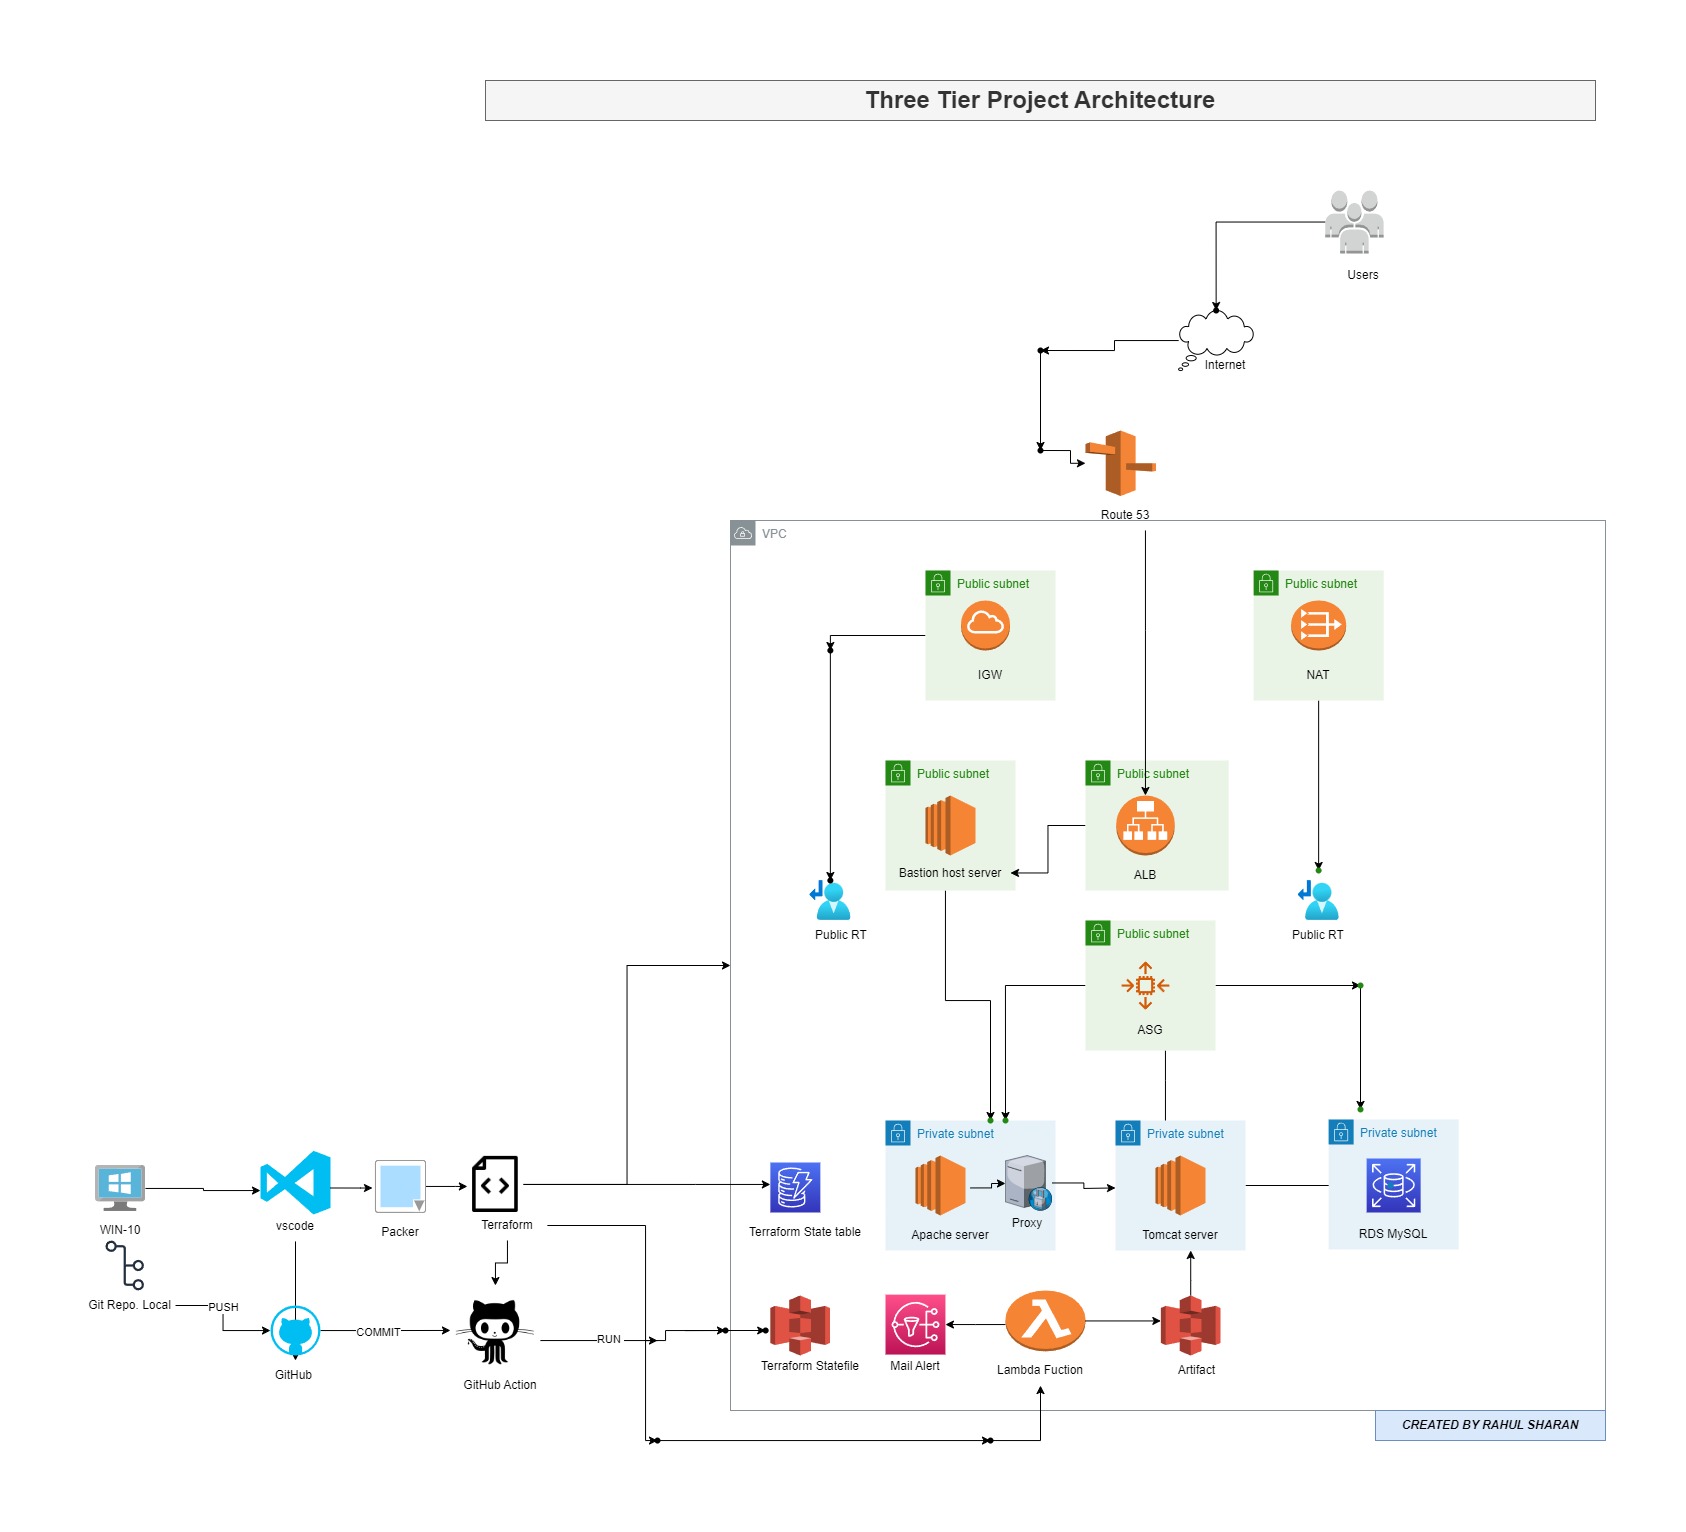 Three Tier Project Architecture
Users
Internet
Route 53
VPC
Public subnet
IGW
Public subnet
NAT
Public subnet
Bastion host server
Public subnet
ALB
Public RT
Public RT
Public subnet
ASG
Private subnet
Apache server
Proxy
Private subnet
Tomcat server
Private subnet
RDS MySQL
WIN-10
vscode
Packer
Terraform
Terraform State table
Git Repo. Local
PUSH
GitHub
COMMIT
GitHub Action
RUN
Terraform Statefile
Mail Alert
Lambda Fuction
Artifact
CREATED BY RAHUL SHARAN